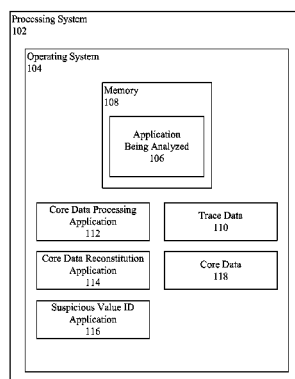 Processing System
102
Operating System
104
Memory
108
Application
Being Analyzed
106
Core Data Processing
Application
112
Trace Data
110
Core Data Reconstitution
Application
114
Core Data
118
Suspicious Value ID
Application
116